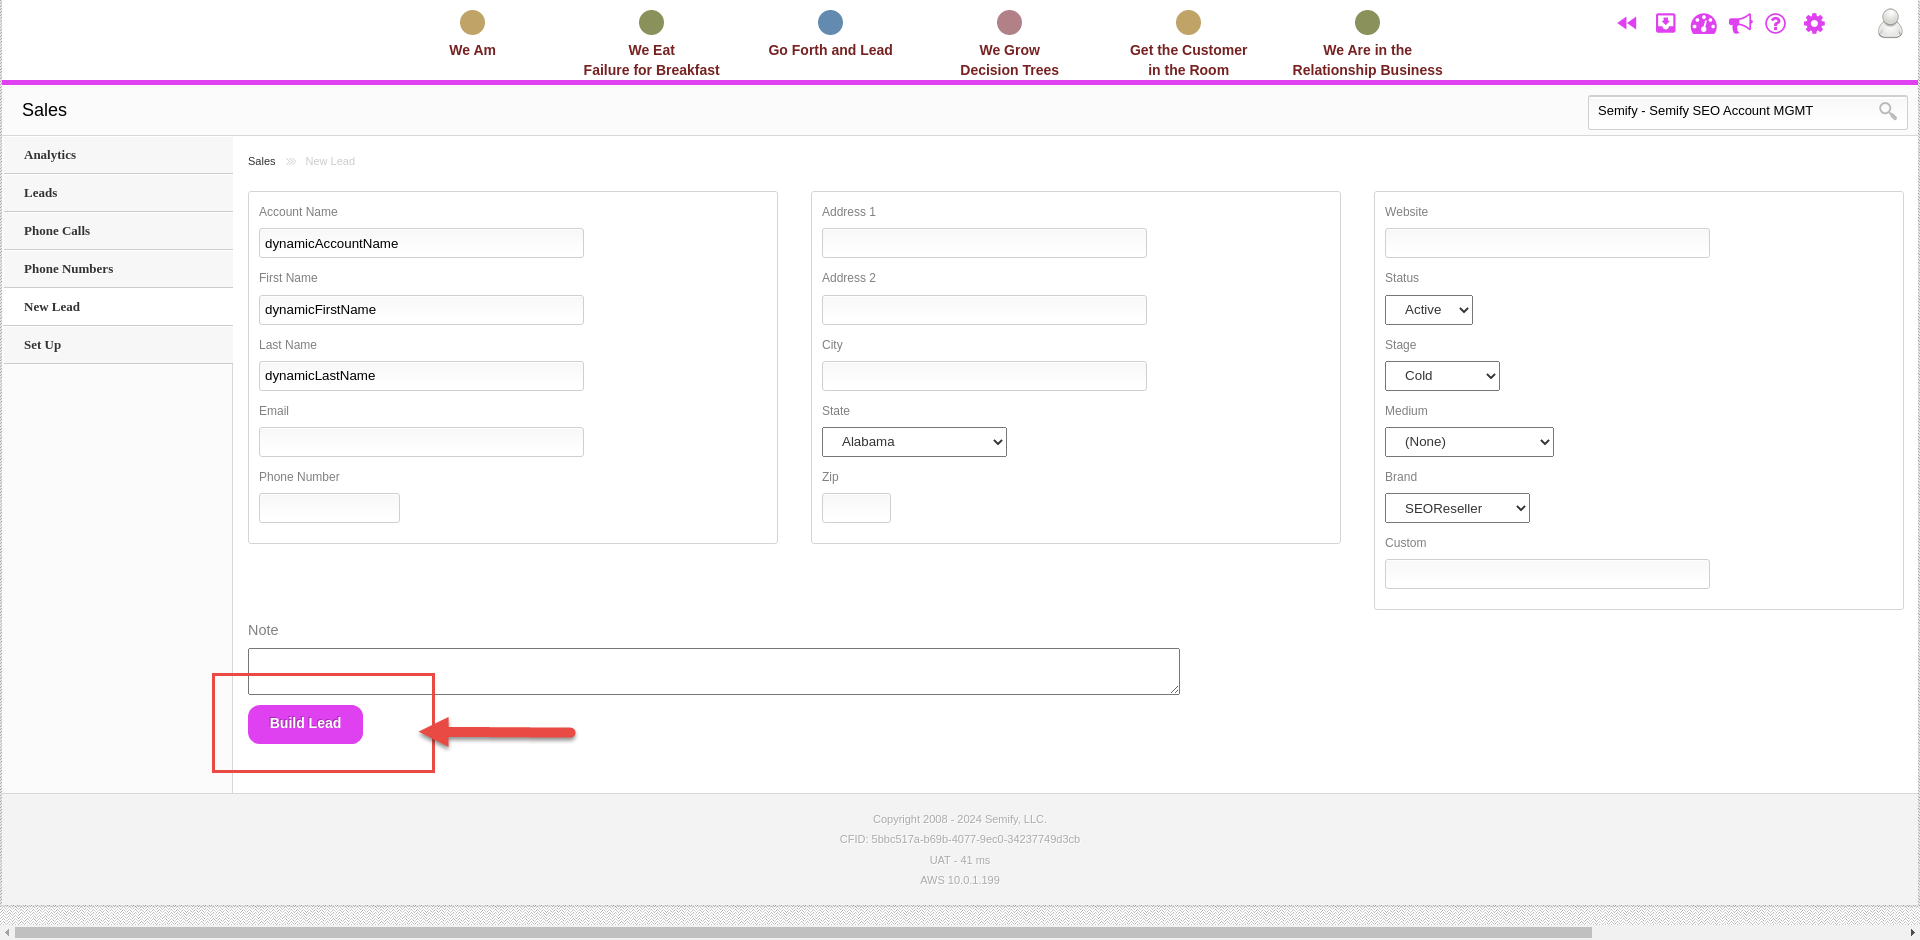 We Am
We Eat
Failure for Breakfast
Go Forth and Lead
We Grow
Decision Trees
Get the Customer
in the Room
We Are in the
Relationship Business
Sales
Semify - Semify SEO Account MGMT
Analytics
Leads
Phone Calls
Phone Numbers
New Lead
Set Up
Sales New Lead
Account Name
dynamicAccountName
First Name
dynamicFirstName
Last Name
dynamicLastName
Email
Phone Number
Address 1
Address 2
City
State
Alabama
Zip
Website
Status
Active
Stage
Cold
Medium
(None)
Brand
SEOReseller
Custom
Note
Build Lead
Copyright 2008 - 2024 Semify, LLC.
CFID: 5bbc517a-b69b-4077-9ec0-34237749d3cb
UAT - 41 ms
AWS 10.0.1.199